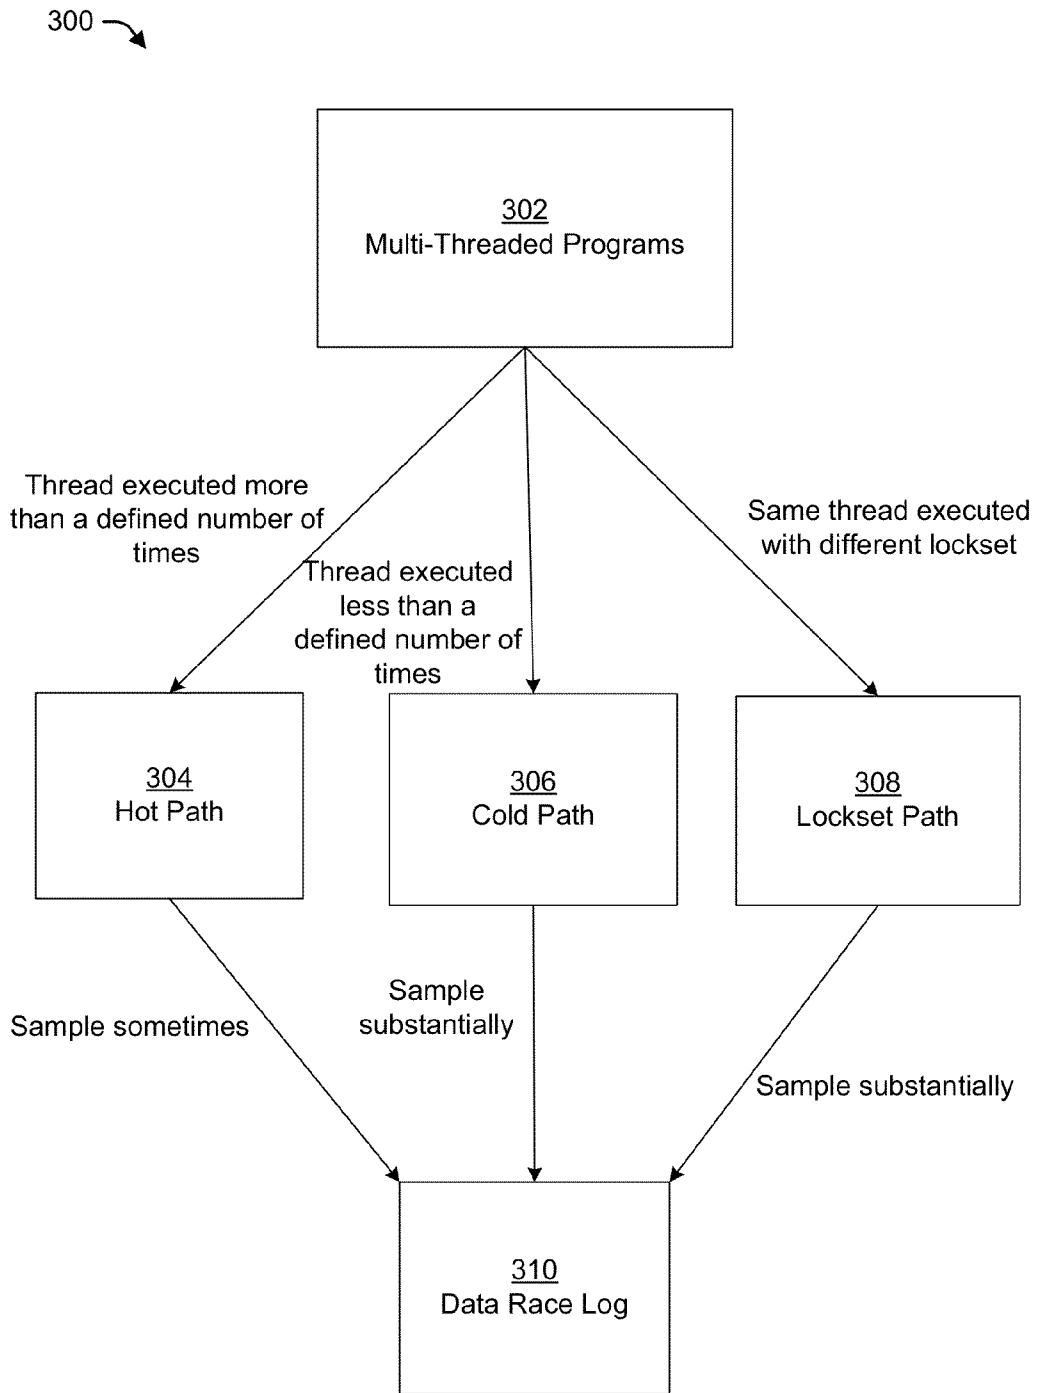 300
302
Multi-Threaded Programs
Thread executed more
than a defined number of
times
Thread executed
less than a
defined number of
times
Same thread executed
with different lockset
304
Hot Path
306
Cold Path
308
Lockset Path
Sample sometimes
Sample
substantially
Sample substantially
310
Data Race Log